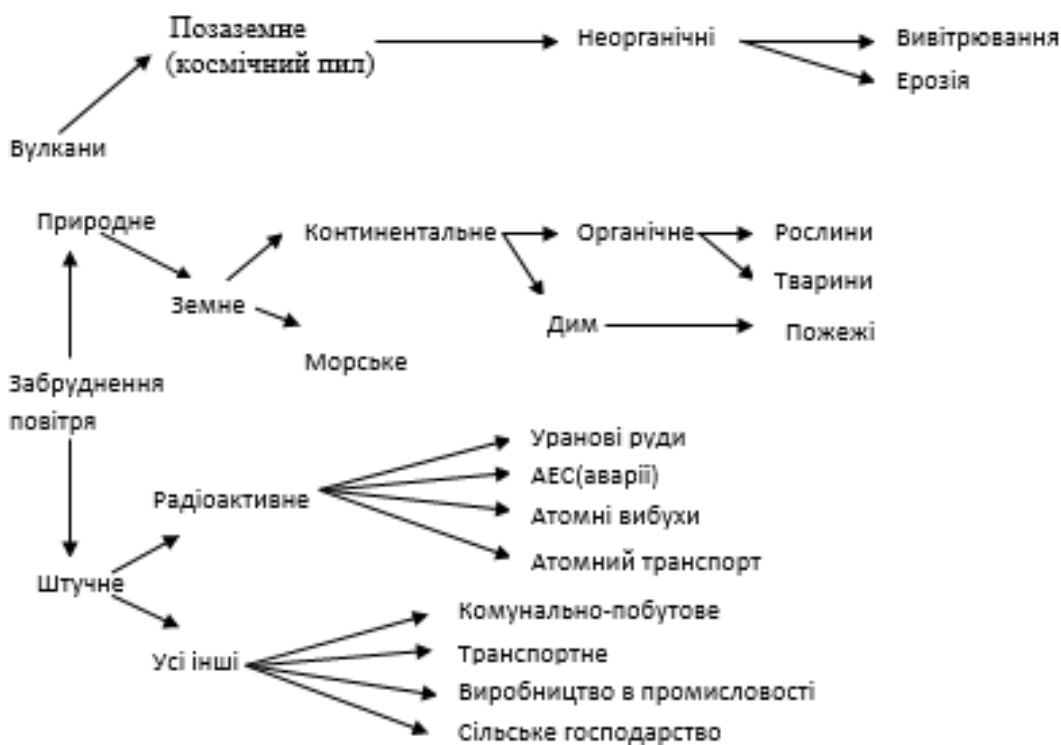 Позаземне
(космічний пил)
Неорганічні
Вивітрювання
Ерозія
Вулкани
Природне
Континентальне
Органічне
Рослини
Тварини
Земне
Дим
Пожежі
Морське
Забруднення
повітря
Уранові руди
АЕС(аварії)
Радіоактивне
Атомні вибухи
Атомний транспорт
Штучне
Комунально-побутове
Усі інші
Транспортне
Виробництво в промисловості
Сільське господарство